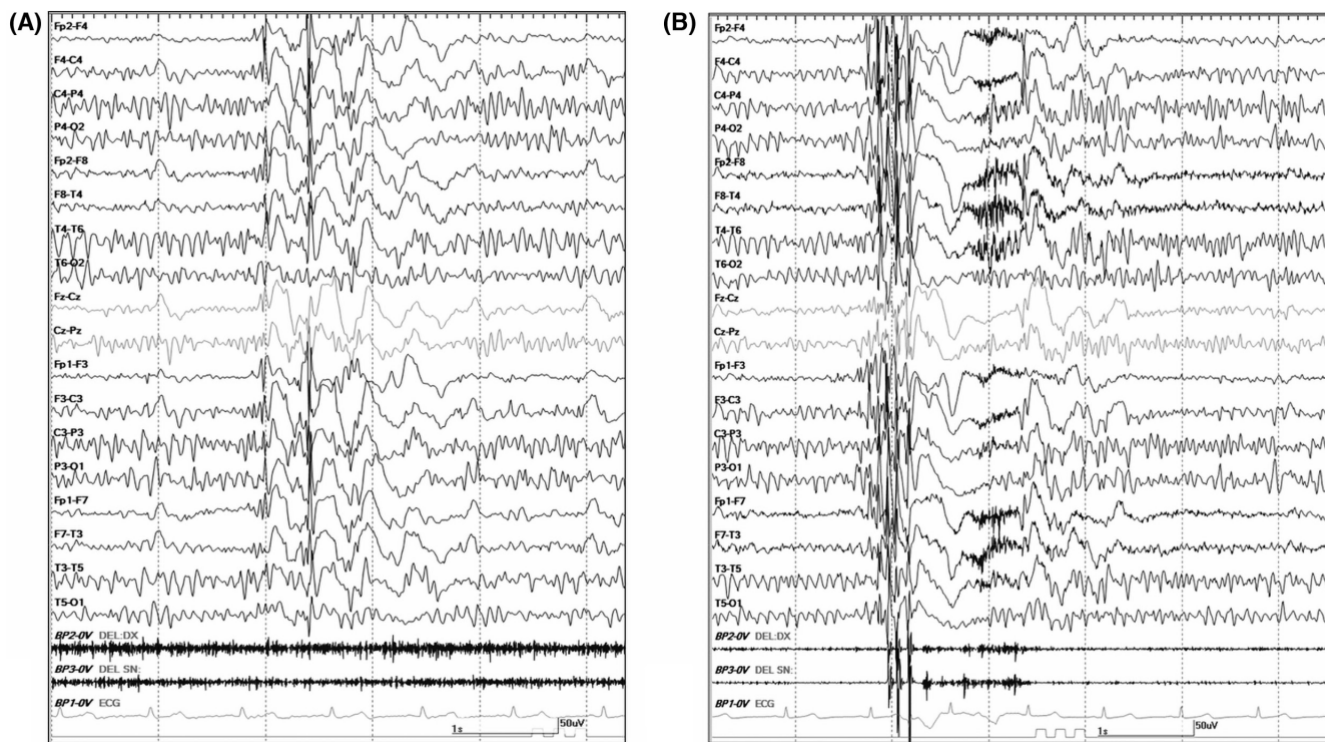 (A)
Fp2-F4
F4-C4
C4-P4
P4-O2
Fp2-F8
F8-T4
T4-T6
T6-O2
Fz-Cz
Cz-Pz
Fp1-F3
F3-C3
C3-P3
P3-O1
Fp1-F7
F7-T3
T3-T5
T5-O1
BP2-0V DEL:DX
BP3-0V DEL SN:
BP1-0V ECG
1s
50uV
(B)
Fp2-F4
F4-C4
C4-P4
P4-O2
Fp2-F8
F8-T4
T4-T6
T6-O2
Fz-Cz
Cz-Pz
Fp1-F3
F3-C3
C3-P3
P3-O1
Fp1-F7
F7-T3
T3-T5
T5-O1
BP2-0V DEL:DX
BP3-0V DEL SN:
BP1-0V ECG
1s
50uV